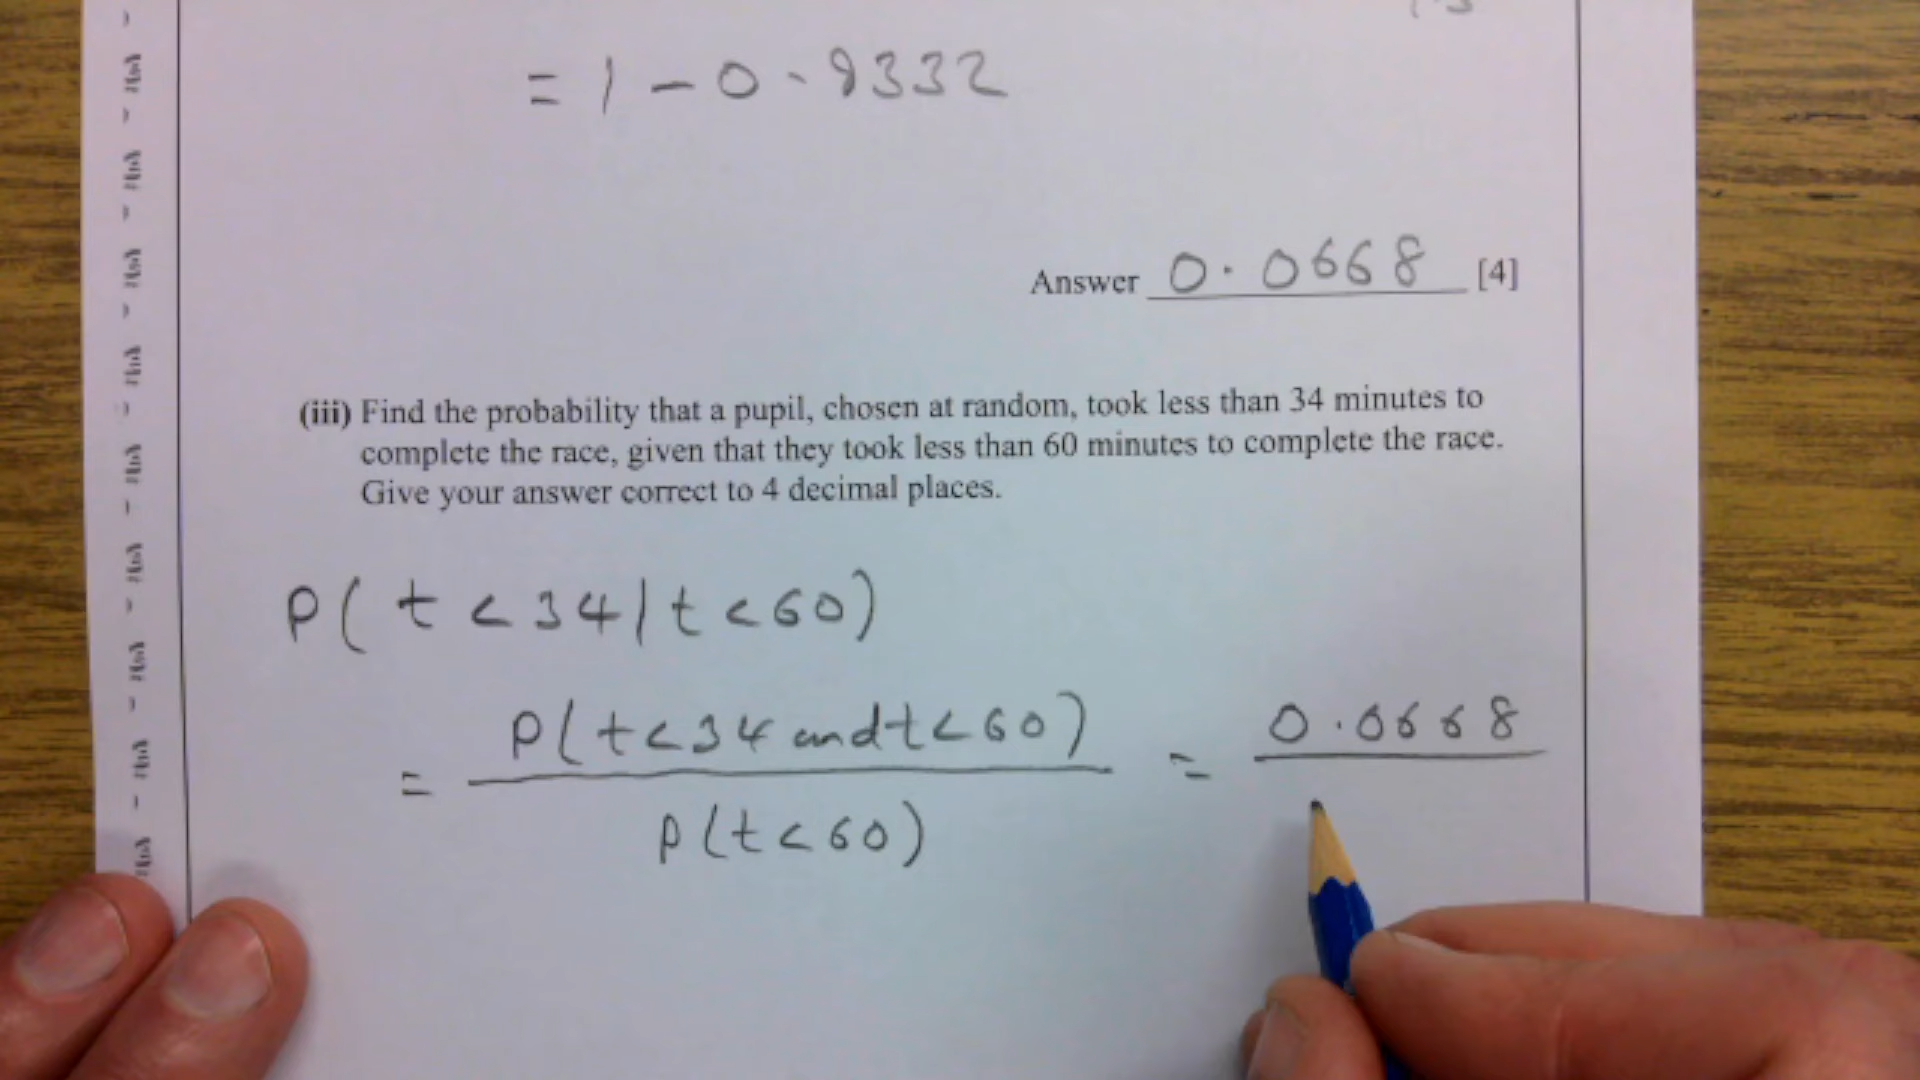 = 1 - 0.9332
Answer 0.0668 [4]
(iii) Find the probability that a pupil, chosen at random, took less than 34 minutes to
complete the race, given that they took less than 60 minutes to complete the race.
Give your answer correct to 4 decimal places.
P( t < 34 | t < 60)
= P(t<34 and t<60) = 0.0668
P(t<60)